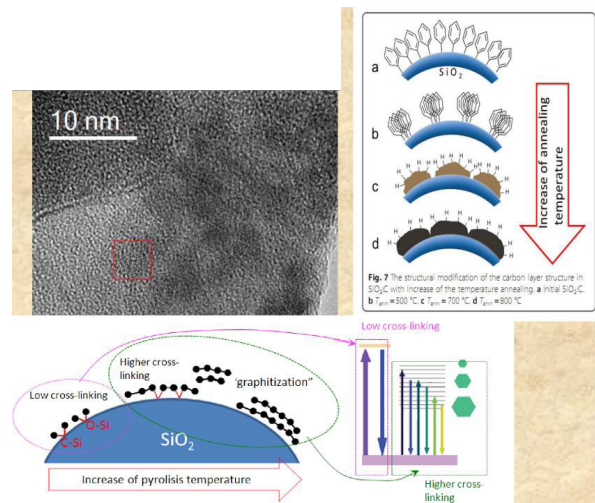 10 nm
a
SiO₂
b
c
H H H H H H H H H
d
H H H H H H H H H
Increase of annealing
temperature
Fig. 7 The structural modification of the carbon layer structure in
SiO₂C with increase of the temperature annealing. a initial SiO₂C.
b Tₐₙₙ = 500 °C. c Tₐₙₙ = 700 °C. d Tₐₙₙ = 800 °C
Low cross-linking
Higher cross-
linking
"graphitization"
Low cross-linking
O-Si
C-Si
SiO₂
Increase of pyrolisis temperature
Higher cross-
linking